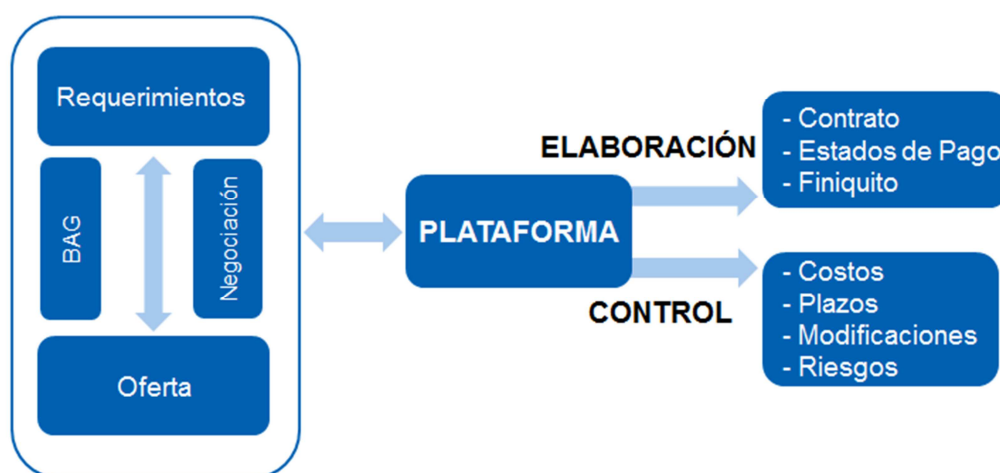 Requerimientos
BAG
Negociación
Oferta
PLATAFORMA
ELABORACIÓN
- Contrato
- Estados de Pago
- Finiquito
CONTROL
- Costos
- Plazos
- Modificaciones
- Riesgos